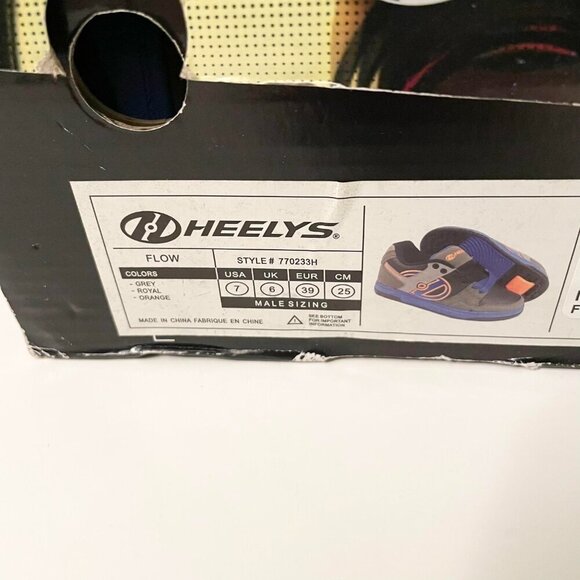 HEELYS®
FLOW STYLE # 770233H
COLORS
- GREY
- ROYAL
- ORANGE
USA UK EUR CM
7 6 39 25
MALE SIZING
MADE IN CHINA FABRIQUE EN CHINE
SEE BOTTOM
FOR IMPORTANT
INFORMATION
F